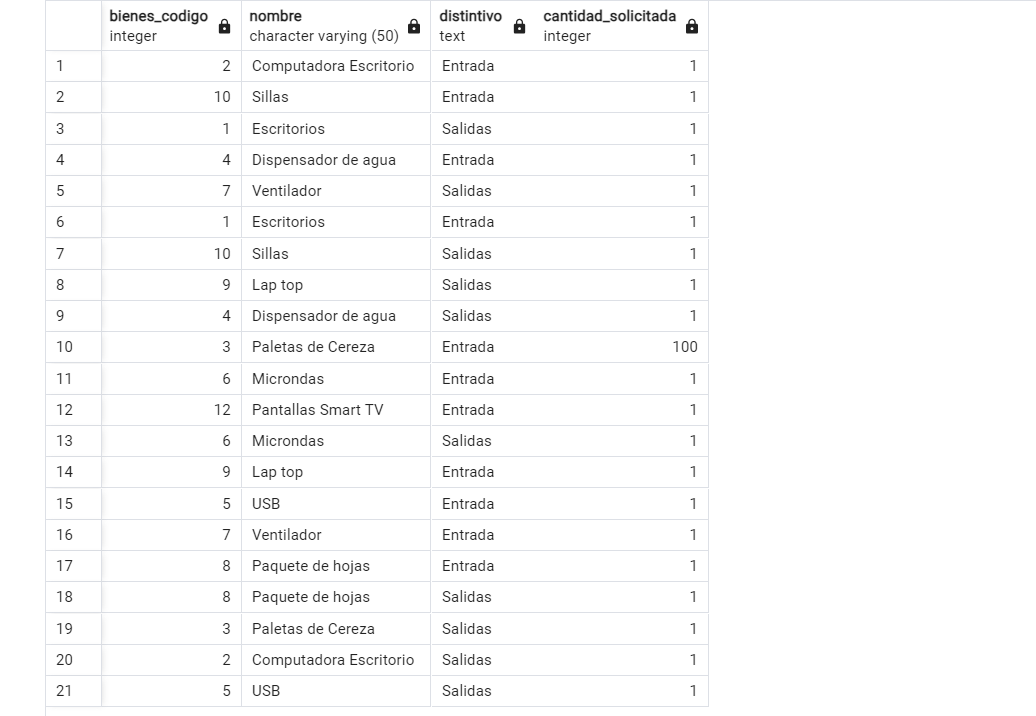 bienes_codigo nombre distintivo cantidad_solicitada
integer character varying (50) text integer
1 2 Computadora Escritorio Entrada 1
2 10 Sillas Entrada 1
3 1 Escritorios Salidas 1
4 4 Dispensador de agua Entrada 1
5 7 Ventilador Salidas 1
6 1 Escritorios Entrada 1
7 10 Sillas Salidas 1
8 9 Lap top Salidas 1
9 4 Dispensador de agua Salidas 1
10 3 Paletas de Cereza Entrada 100
11 6 Microndas Entrada 1
12 12 Pantallas Smart TV Entrada 1
13 6 Microndas Salidas 1
14 9 Lap top Entrada 1
15 5 USB Entrada 1
16 7 Ventilador Entrada 1
17 8 Paquete de hojas Entrada 1
18 8 Paquete de hojas Salidas 1
19 3 Paletas de Cereza Salidas 1
20 2 Computadora Escritorio Salidas 1
21 5 USB Salidas 1